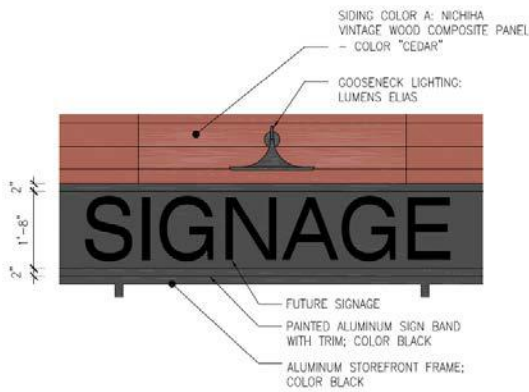 SIDING COLOR A: NICHIHA
VINTAGE WOOD COMPOSITE PANEL
- COLOR "CEDAR"
GOOSENECK LIGHTING:
LUMENS ELIAS
2"
1'-8"
2"
SIGNAGE
FUTURE SIGNAGE
PAINTED ALUMINUM SIGN BAND
WITH TRIM; COLOR BLACK
ALUMINUM STOREFRONT FRAME;
COLOR BLACK